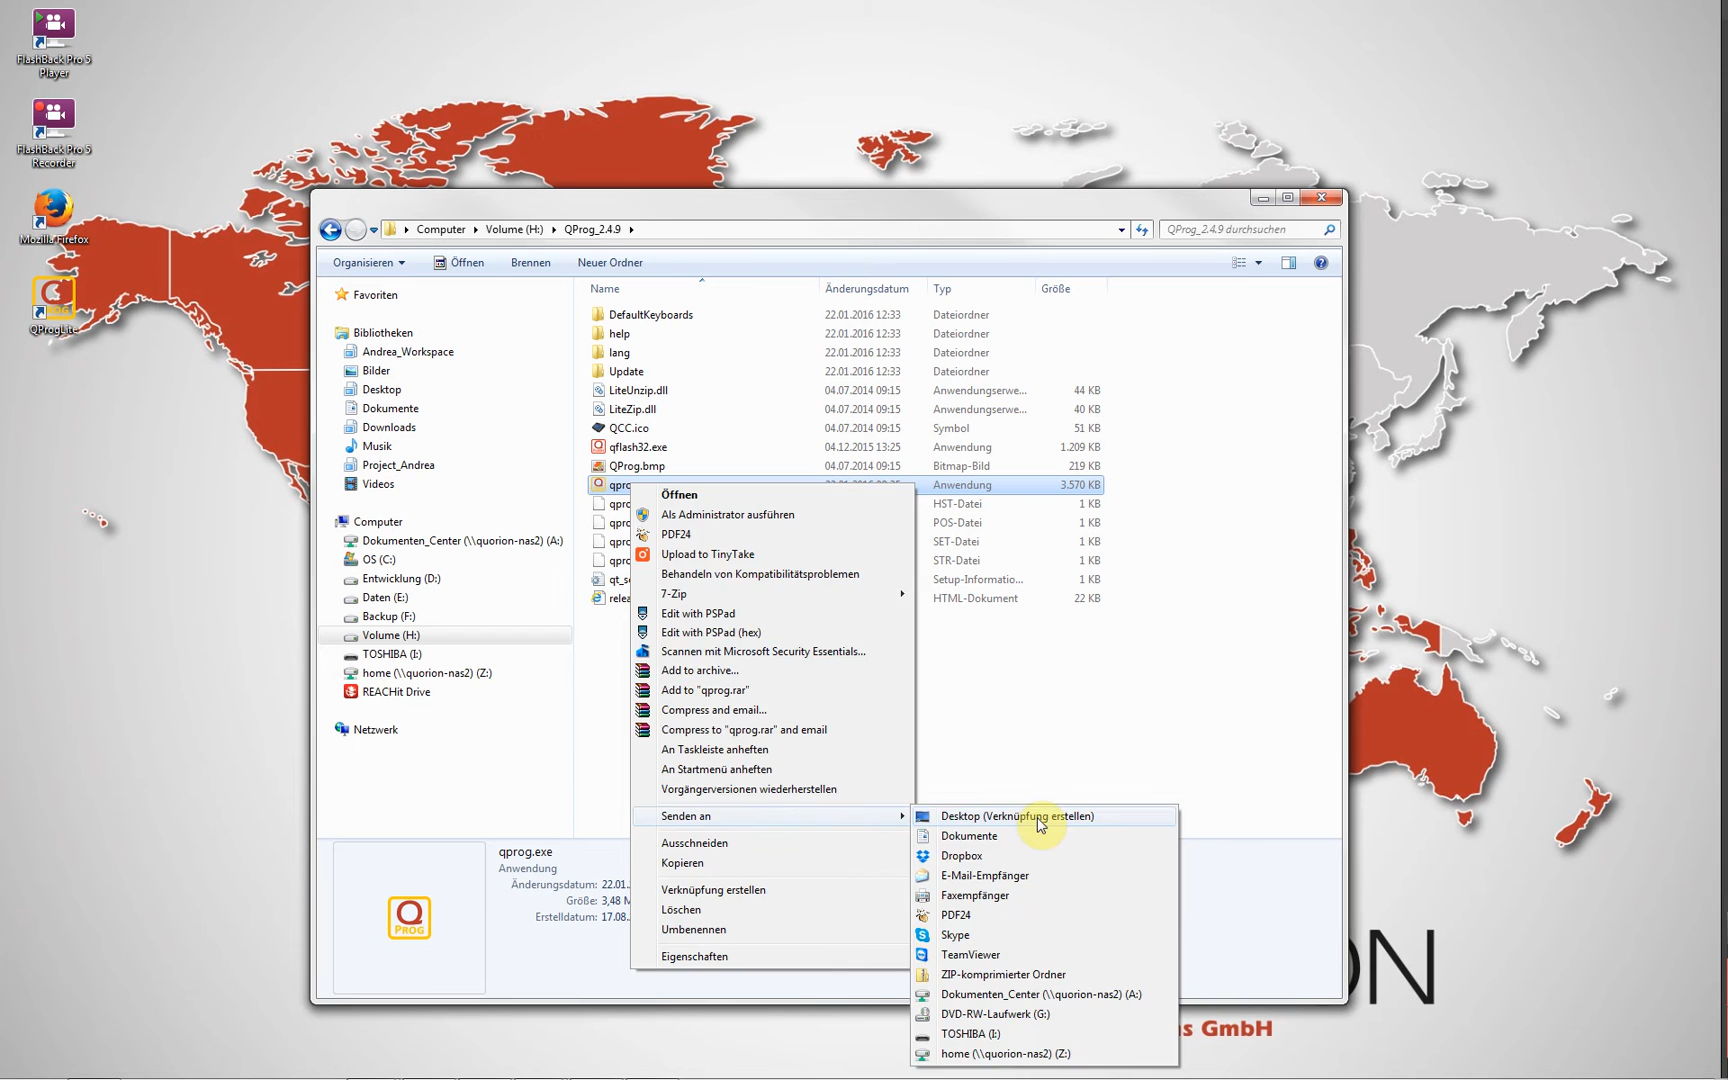 FlashBack Pro 5
Player
FlashBack Pro 5
Recorder
Mozilla Firefox
QProgLite
Computer
Volume (H:)
QProg_2.4.9
QProg_2.4.9 durchsuchen
Organisieren
Öffnen
Brennen
Neuer Ordner
Name
Änderungsdatum
Typ
Größe
Favoriten
Bibliotheken
Andrea_Workspace
Bilder
Desktop
Dokumente
Downloads
Musik
Project_Andrea
Videos
Computer
Dokumenten_Center (\\quorion-nas2) (A:)
OS (C:)
Entwicklung (D:)
Daten (E:)
Backup (F:)
Volume (H:)
TOSHIBA (I:)
home (\\quorion-nas2) (Z:)
REACHit Drive
Netzwerk
DefaultKeyboards 22.01.2016 12:33 Dateiordner
help 22.01.2016 12:33 Dateiordner
lang 22.01.2016 12:33 Dateiordner
Update 22.01.2016 12:33 Dateiordner
LiteUnzip.dll 04.07.2014 09:15 Anwendungserwe... 44 KB
LiteZip.dll 04.07.2014 09:15 Anwendungserwe... 40 KB
QCC.ico 04.07.2014 09:15 Symbol 51 KB
qflash32.exe 04.12.2015 13:25 Anwendung 1.209 KB
QProg.bmp 04.07.2014 09:15 Bitmap-Bild 219 KB
qpro Anwendung 3.570 KB
qpro HST-Datei 1 KB
qpro POS-Datei 1 KB
qpro SET-Datei 1 KB
qpro STR-Datei 1 KB
qt_s Setup-Informatio... 1 KB
relea HTML-Dokument 22 KB
Öffnen
Als Administrator ausführen
PDF24
Upload to TinyTake
Behandeln von Kompatibilitätsproblemen
7-Zip
Edit with PSPad
Edit with PSPad (hex)
Scannen mit Microsoft Security Essentials...
Add to archive...
Add to "qprog.rar"
Compress and email...
Compress to "qprog.rar" and email
An Taskleiste anheften
An Startmenü anheften
Vorgängerversionen wiederherstellen
Senden an
Ausschneiden
Kopieren
Verknüpfung erstellen
Löschen
Umbenennen
Eigenschaften
Desktop (Verknüpfung erstellen)
Dokumente
Dropbox
E-Mail-Empfänger
Faxempfänger
PDF24
Skype
TeamViewer
ZIP-komprimierter Ordner
Dokumenten_Center (\\quorion-nas2) (A:)
DVD-RW-Laufwerk (G:)
TOSHIBA (I:)
home (\\quorion-nas2) (Z:)
Q
PROG
qprog.exe
Anwendung
Änderungsdatum: 22.01.
Größe: 3,48 M
Erstelldatum: 17.08.
ON
s GmbH